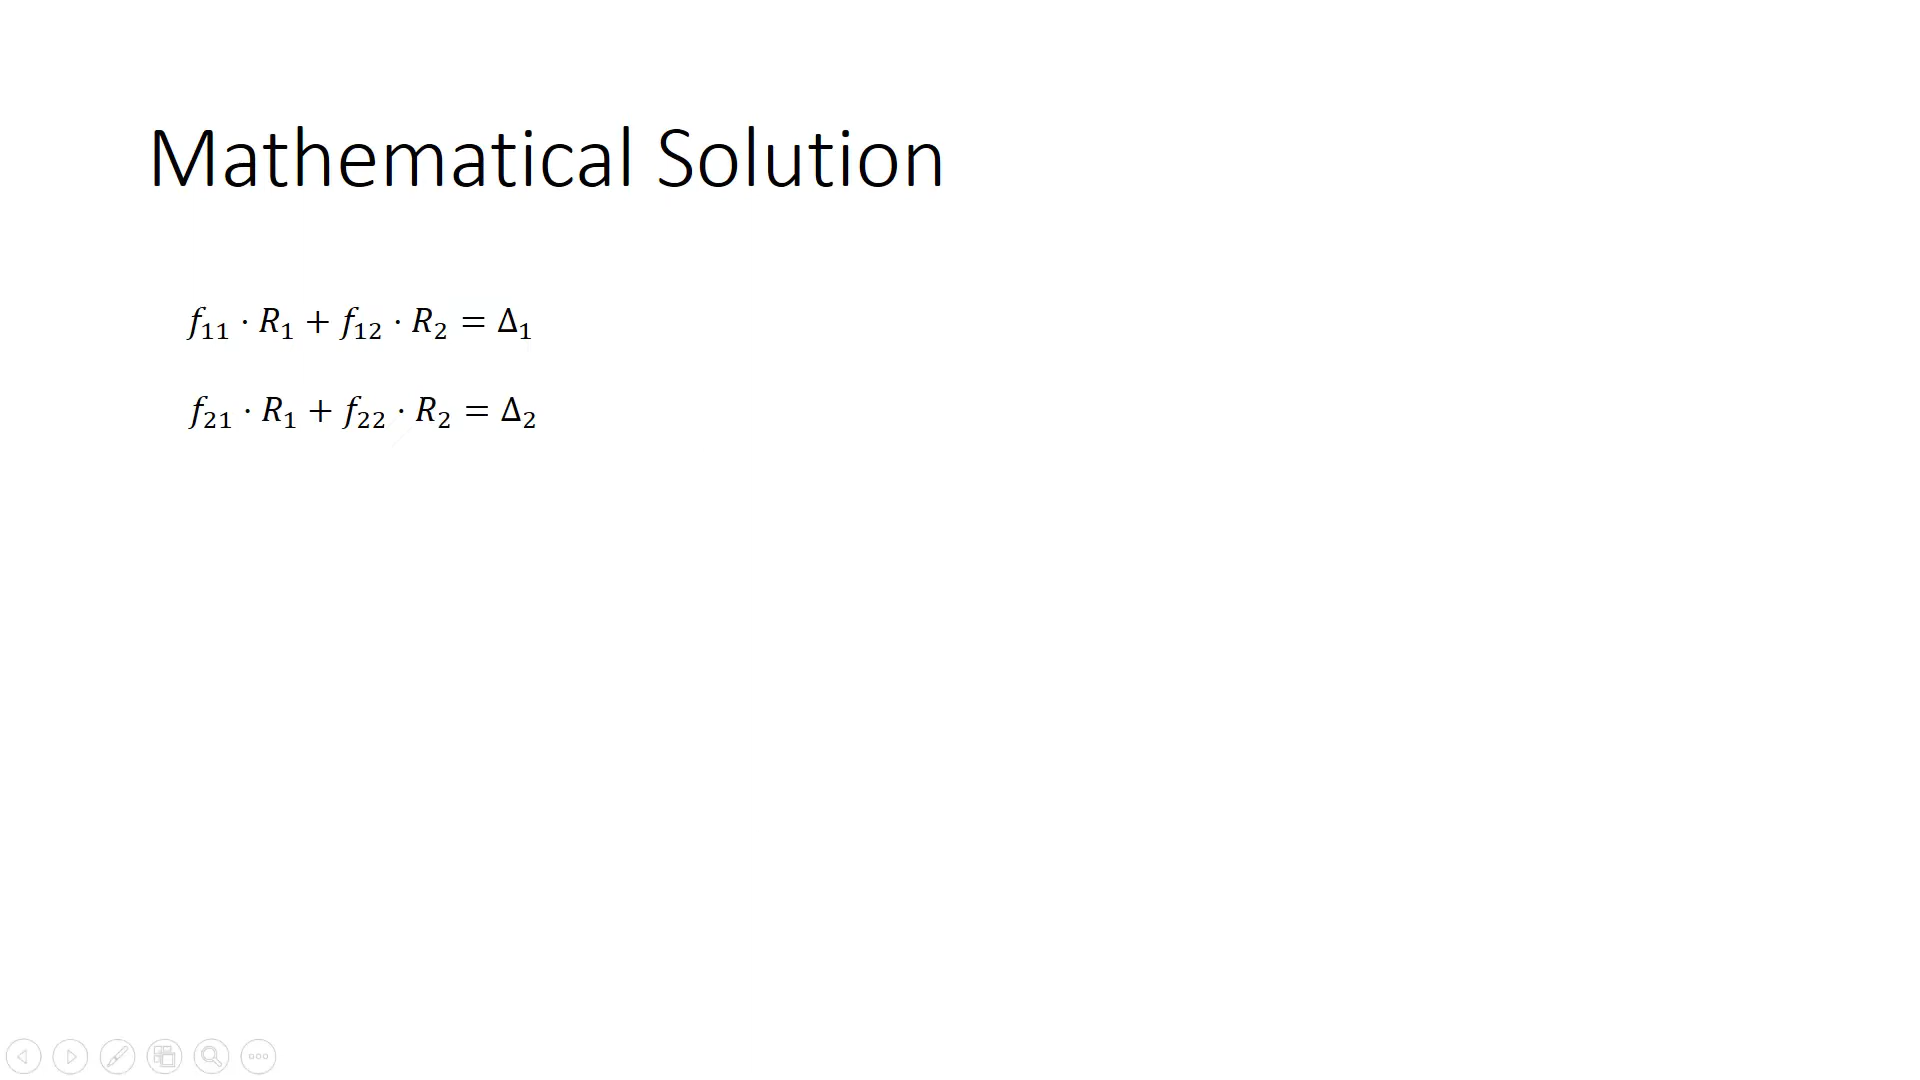 Mathematical Solution
𝑓₁₁ · 𝑅₁ + 𝑓₁₂ · 𝑅₂ = Δ₁
𝑓₂₁ · 𝑅₁ + 𝑓₂₂ · 𝑅₂ = Δ₂